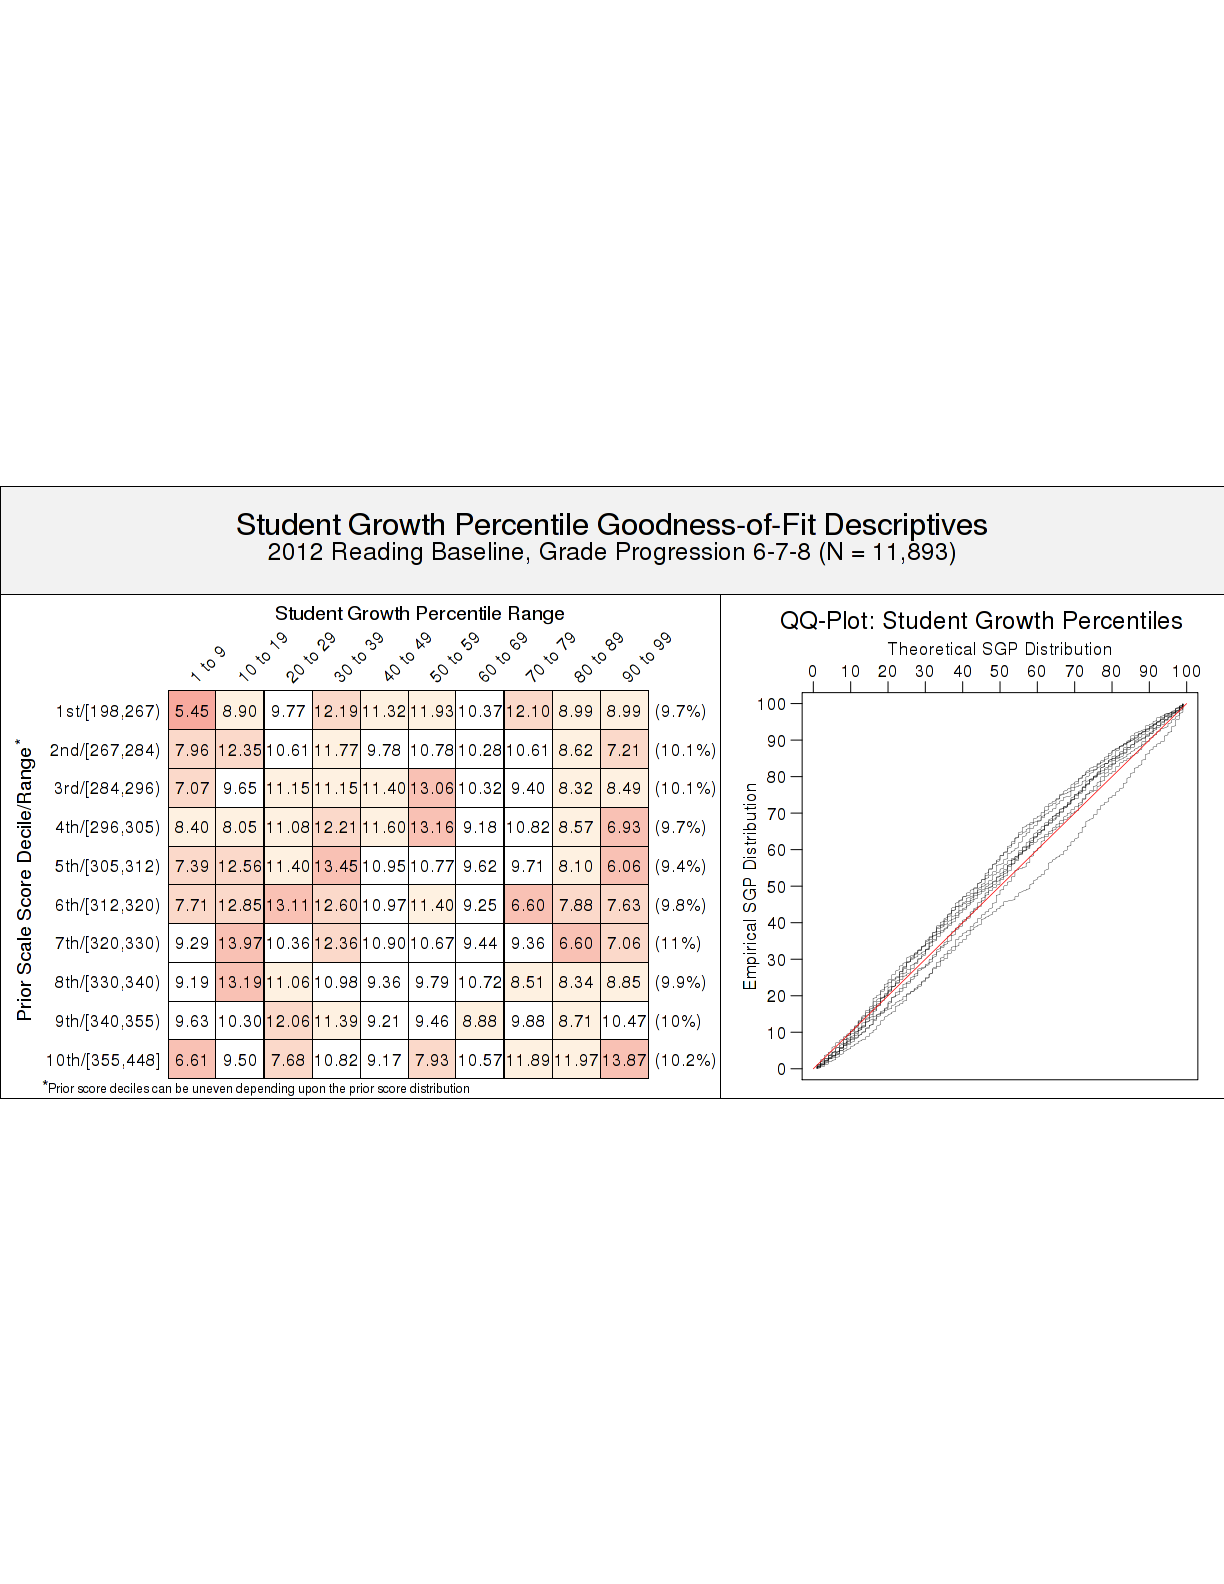 Student Growth Percentile Goodness-of-Fit Descriptives
2012 Reading Baseline, Grade Progression 6-7-8 (N = 11,893)
Student Growth Percentile Range
1 to 9 10 to 19 20 to 29 30 to 39 40 to 49 50 to 59 60 to 69 70 to 79 80 to 89 90 to 99
Prior Scale Score Decile/Range*
1st/[198,267) 5.45 8.90 9.77 12.19 11.32 11.93 10.37 12.10 8.99 8.99 (9.7%)
2nd/[267,284) 7.96 12.35 10.61 11.77 9.78 10.78 10.28 10.61 8.62 7.21 (10.1%)
3rd/[284,296) 7.07 9.65 11.15 11.15 11.40 13.06 10.32 9.40 8.32 8.49 (10.1%)
4th/[296,305) 8.40 8.05 11.08 12.21 11.60 13.16 9.18 10.82 8.57 6.93 (9.7%)
5th/[305,312) 7.39 12.56 11.40 13.45 10.95 10.77 9.62 9.71 8.10 6.06 (9.4%)
6th/[312,320) 7.71 12.85 13.11 12.60 10.97 11.40 9.25 6.60 7.88 7.63 (9.8%)
7th/[320,330) 9.29 13.97 10.36 12.36 10.90 10.67 9.44 9.36 6.60 7.06 (11%)
8th/[330,340) 9.19 13.19 11.06 10.98 9.36 9.79 10.72 8.51 8.34 8.85 (9.9%)
9th/[340,355) 9.63 10.30 12.06 11.39 9.21 9.46 8.88 9.88 8.71 10.47 (10%)
10th/[355,448] 6.61 9.50 7.68 10.82 9.17 7.93 10.57 11.89 11.97 13.87 (10.2%)
*Prior score deciles can be uneven depending upon the prior score distribution
QQ-Plot: Student Growth Percentiles
Theoretical SGP Distribution
0 10 20 30 40 50 60 70 80 90 100
Empirical SGP Distribution
100
90
80
70
60
50
40
30
20
10
0